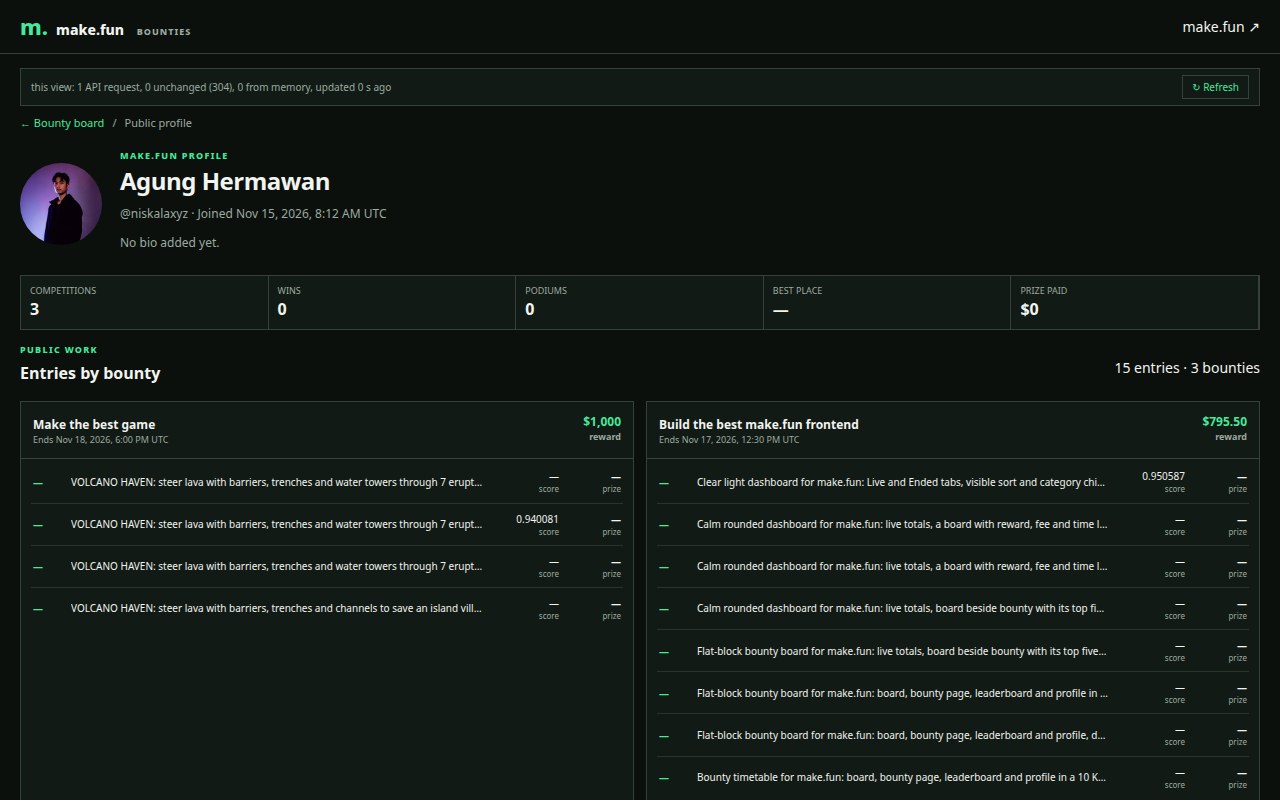 m. make.fun BOUNTIES
make.fun ↗
this view: 1 API request, 0 unchanged (304), 0 from memory, updated 0 s ago
↻ Refresh
← Bounty board / Public profile
MAKE.FUN PROFILE
Agung Hermawan
@niskalaxyz · Joined Nov 15, 2026, 8:12 AM UTC
No bio added yet.
COMPETITIONS
3
WINS
0
PODIUMS
0
BEST PLACE
—
PRIZE PAID
$0
PUBLIC WORK
Entries by bounty
15 entries · 3 bounties
Make the best game
Ends Nov 18, 2026, 6:00 PM UTC
$1,000
reward
— VOLCANO HAVEN: steer lava with barriers, trenches and water towers through 7 erupt... — —
score prize
— VOLCANO HAVEN: steer lava with barriers, trenches and water towers through 7 erupt... 0.940081 —
score prize
— VOLCANO HAVEN: steer lava with barriers, trenches and water towers through 7 erupt... — —
score prize
— VOLCANO HAVEN: steer lava with barriers, trenches and channels to save an island vill... — —
score prize
Build the best make.fun frontend
Ends Nov 17, 2026, 12:30 PM UTC
$795.50
reward
— Clear light dashboard for make.fun: Live and Ended tabs, visible sort and category chi... 0.950587 —
score prize
— Calm rounded dashboard for make.fun: live totals, a board with reward, fee and time l... — —
score prize
— Calm rounded dashboard for make.fun: live totals, a board with reward, fee and time l... — —
score prize
— Calm rounded dashboard for make.fun: live totals, board beside bounty with its top fi... — —
score prize
— Flat-block bounty board for make.fun: live totals, board beside bounty with its top five... — —
score prize
— Flat-block bounty board for make.fun: board, bounty page, leaderboard and profile in ... — —
score prize
— Flat-block bounty board for make.fun: board, bounty page, leaderboard and profile, d... — —
score prize
— Bounty timetable for make.fun: board, bounty page, leaderboard and profile in a 10 K... — —
score prize